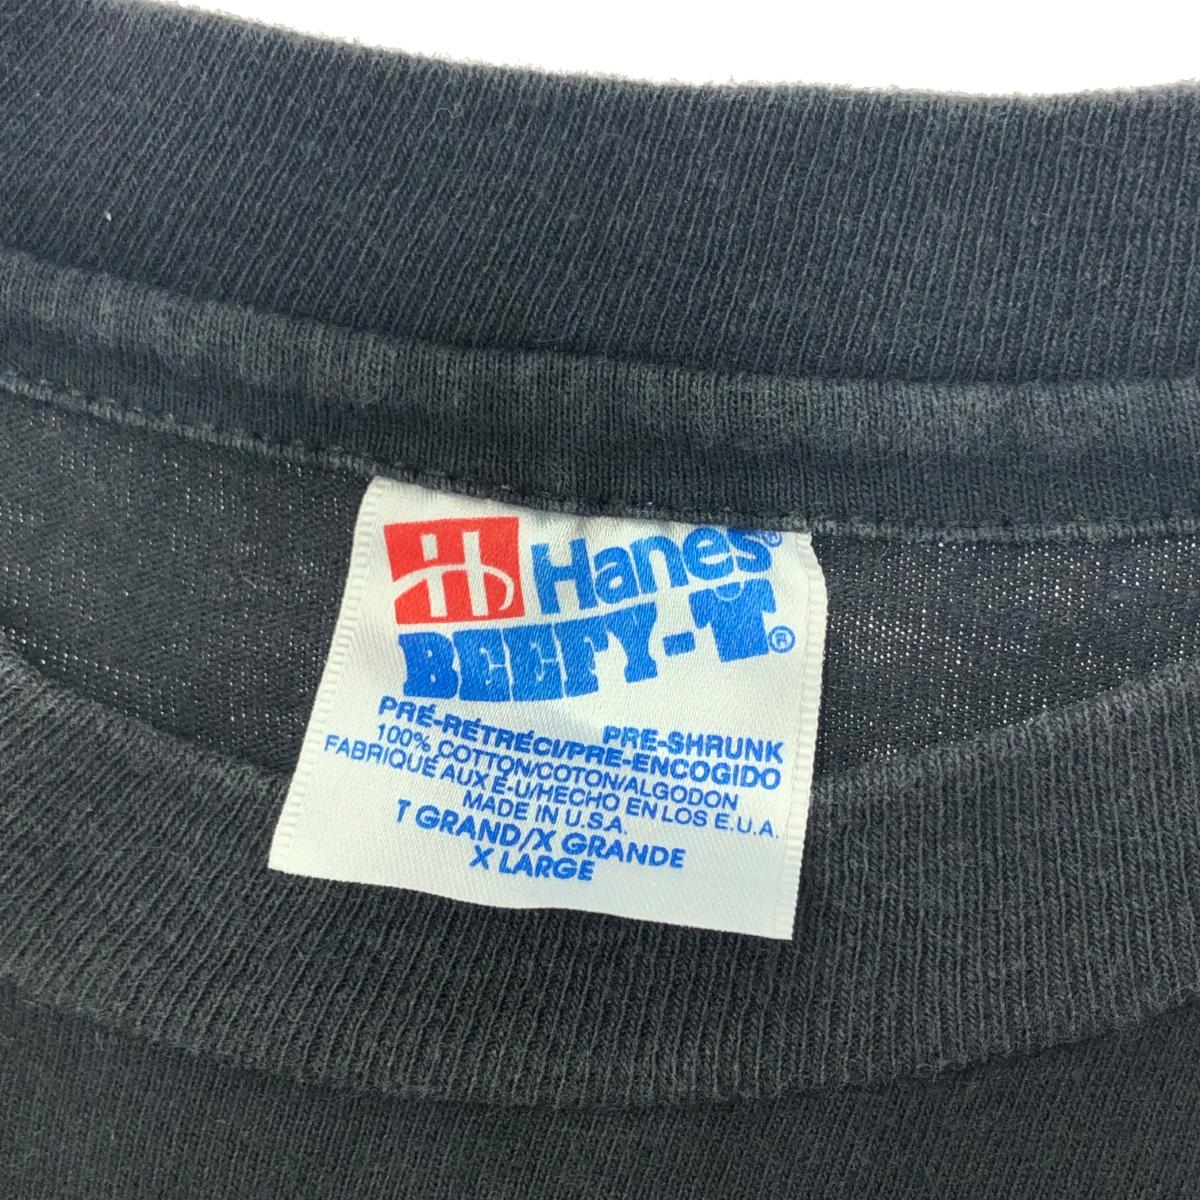 H Hanes®
BEEFY-T®
PRE-SHRUNK
PRÉ-RÉTRÉCI/PRE-ENCOGIDO
100% COTTON/COTON/ALGODON
FABRIQUÉ AUX É-U/HECHO EN LOS E.U.A.
MADE IN U.S.A.
T GRAND/X GRANDE
X LARGE